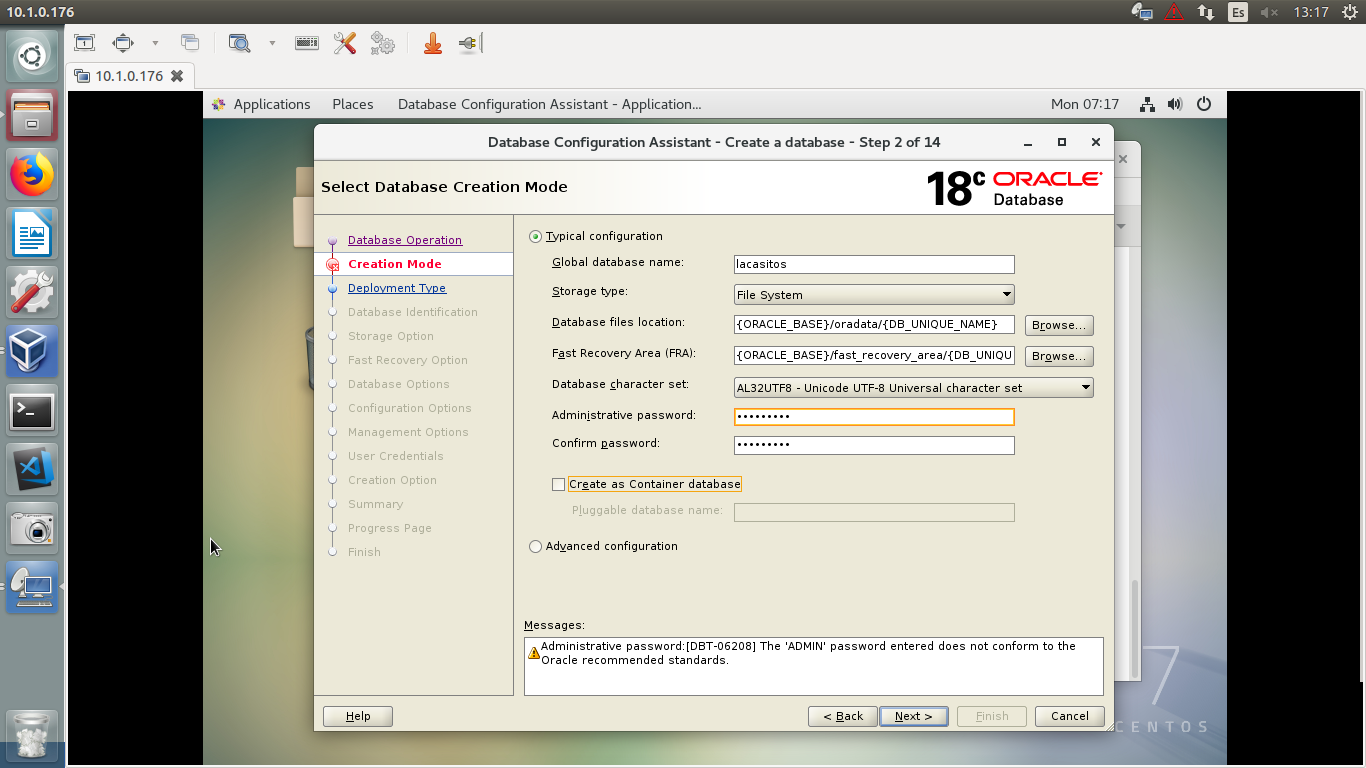 10.1.0.176
Es
13:17
10.1.0.176
Applications Places Database Configuration Assistant - Application... Mon 07:17
Database Configuration Assistant - Create a database - Step 2 of 14
Select Database Creation Mode
18c ORACLE Database
Database Operation
Creation Mode
Deployment Type
Database Identification
Storage Option
Fast Recovery Option
Database Options
Configuration Options
Management Options
User Credentials
Creation Option
Summary
Progress Page
Finish
Typical configuration
Global database name: lacasitos
Storage type: File System
Database files location: {ORACLE_BASE}/oradata/{DB_UNIQUE_NAME} Browse...
Fast Recovery Area (FRA): {ORACLE_BASE}/fast_recovery_area/{DB_UNIQU Browse...
Database character set: AL32UTF8 - Unicode UTF-8 Universal character set
Administrative password: •••••••••
Confirm password: •••••••••
Create as Container database
Pluggable database name:
Advanced configuration
Messages:
Administrative password:[DBT-06208] The 'ADMIN' password entered does not conform to the
Oracle recommended standards.
Help < Back Next > Finish Cancel
7
CENTOS